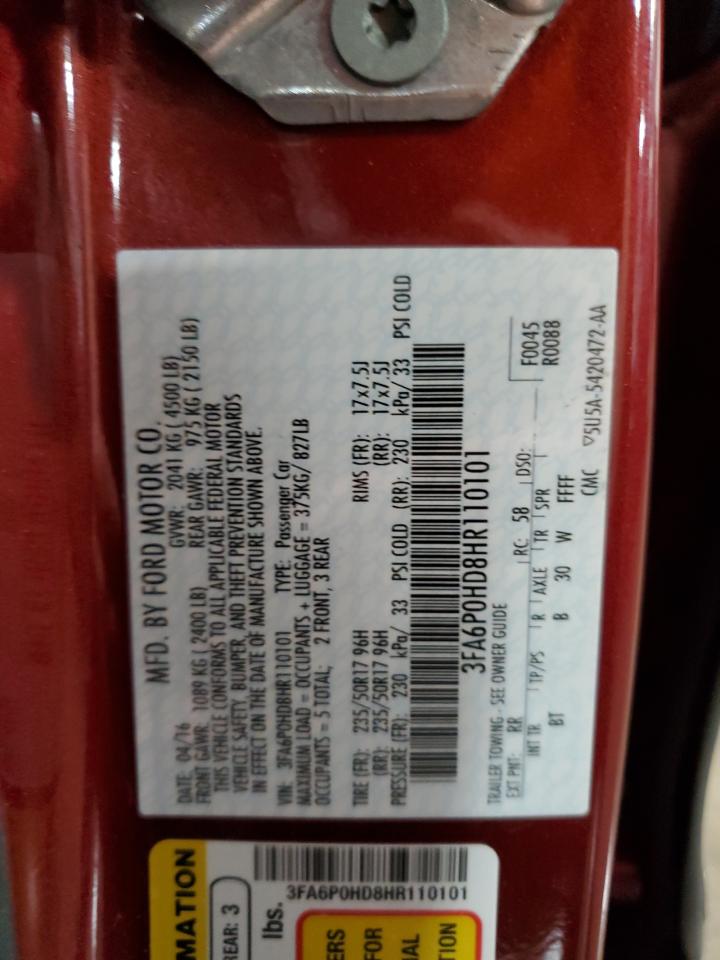 MFD. BY FORD MOTOR CO.
DATE: 04/16 GVWR: 2041 KG ( 4500 LB)
FRONT GAWR: 1089 KG ( 2400 LB) REAR GAWR: 975 KG ( 2150 LB)
THIS VEHICLE CONFORMS TO ALL APPLICABLE FEDERAL MOTOR
VEHICLE SAFETY, BUMPER, AND THEFT PREVENTION STANDARDS
IN EFFECT ON THE DATE OF MANUFACTURE SHOWN ABOVE.
VIN: 3FA6P0HD8HR110101 TYPE: Passenger Car
MAXIMUM LOAD = OCCUPANTS + LUGGAGE = 375KG/ 827LB
OCCUPANTS = 5 TOTAL; 2 FRONT, 3 REAR
TIRE (FR): 235/50R17 96H RIMS (FR): 17x7.5J
(RR): 235/50R17 96H (RR): 17x7.5J
PRESSURE (FR): 230 kPa/ 33 PSI COLD (RR): 230 kPa/ 33 PSI COLD
3FA6P0HD8HR110101
TRAILER TOWING - SEE OWNER GUIDE
EXT PNT: RR RC: 58 DSO: F0045
R0088
INT TR TP/PS R AXLE TR SPR
BT B 30 W FFFF
CMC ▽5U5A-5420472-AA
MATION
REAR: 3
lbs.
3FA6P0HD8HR110101
ERS
FOR
AL
TION